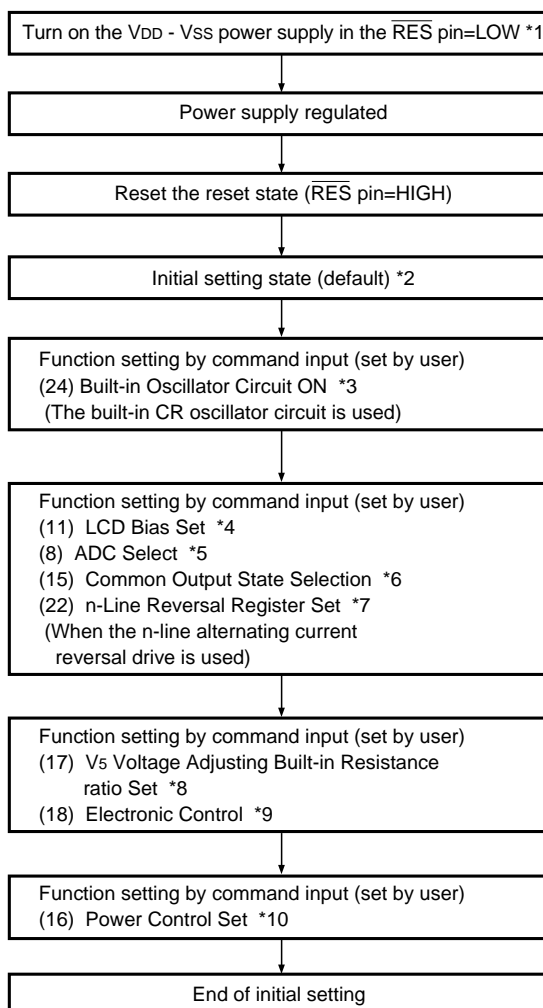 Turn on the VDD - VSS power supply in the RES pin=LOW *1
Power supply regulated
Reset the reset state (RES pin=HIGH)
Initial setting state (default) *2
Function setting by command input (set by user)
(24) Built-in Oscillator Circuit ON *3
(The built-in CR oscillator circuit is used)
Function setting by command input (set by user)
(11) LCD Bias Set *4
(8) ADC Select *5
(15) Common Output State Selection *6
(22) n-Line Reversal Register Set *7
(When the n-line alternating current
reversal drive is used)
Function setting by command input (set by user)
(17) V5 Voltage Adjusting Built-in Resistance
ratio Set *8
(18) Electronic Control *9
Function setting by command input (set by user)
(16) Power Control Set *10
End of initial setting